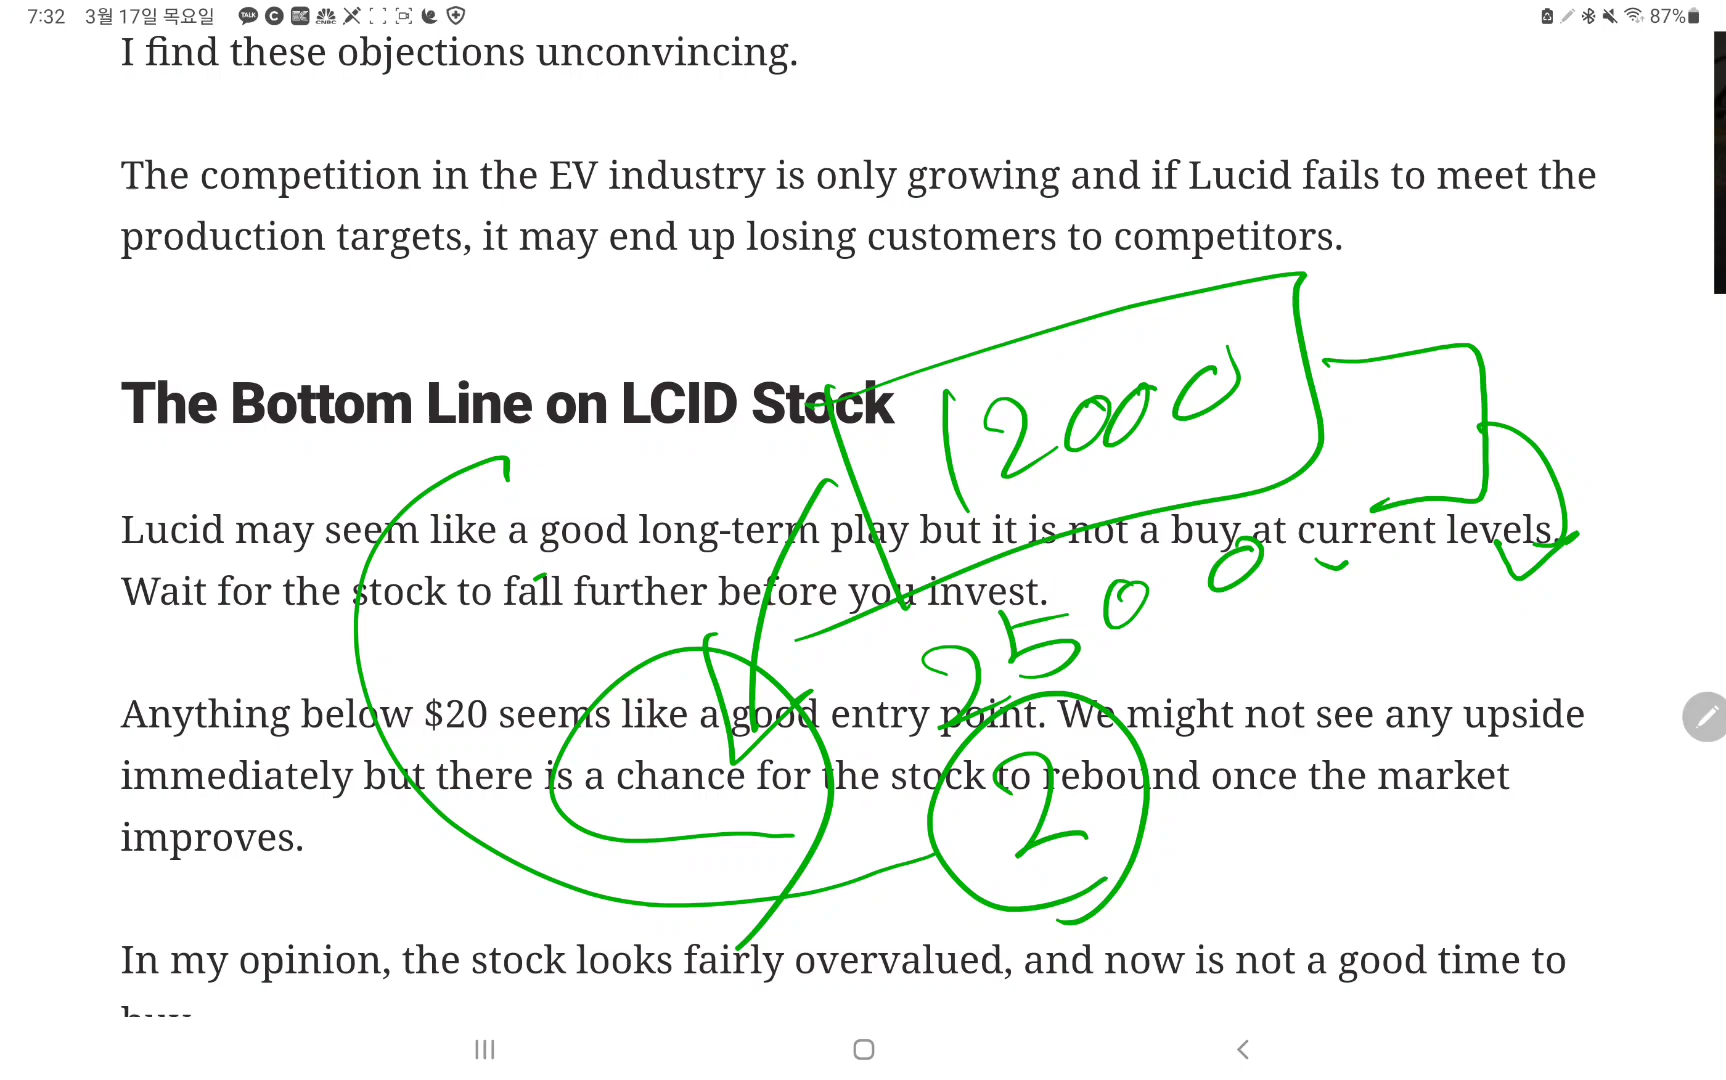 7:32 3월 17일 목요일 87%
I find these objections unconvincing.
The competition in the EV industry is only growing and if Lucid fails to meet the
production targets, it may end up losing customers to competitors.
The Bottom Line on LCID Stock
12000
Lucid may seem like a good long-term play but it is not a buy at current levels.
Wait for the stock to fall further before you invest.
2500
Anything below $20 seems like a good entry point. We might not see any upside
immediately but there is a chance for the stock to rebound once the market
improves.
2
In my opinion, the stock looks fairly overvalued, and now is not a good time to